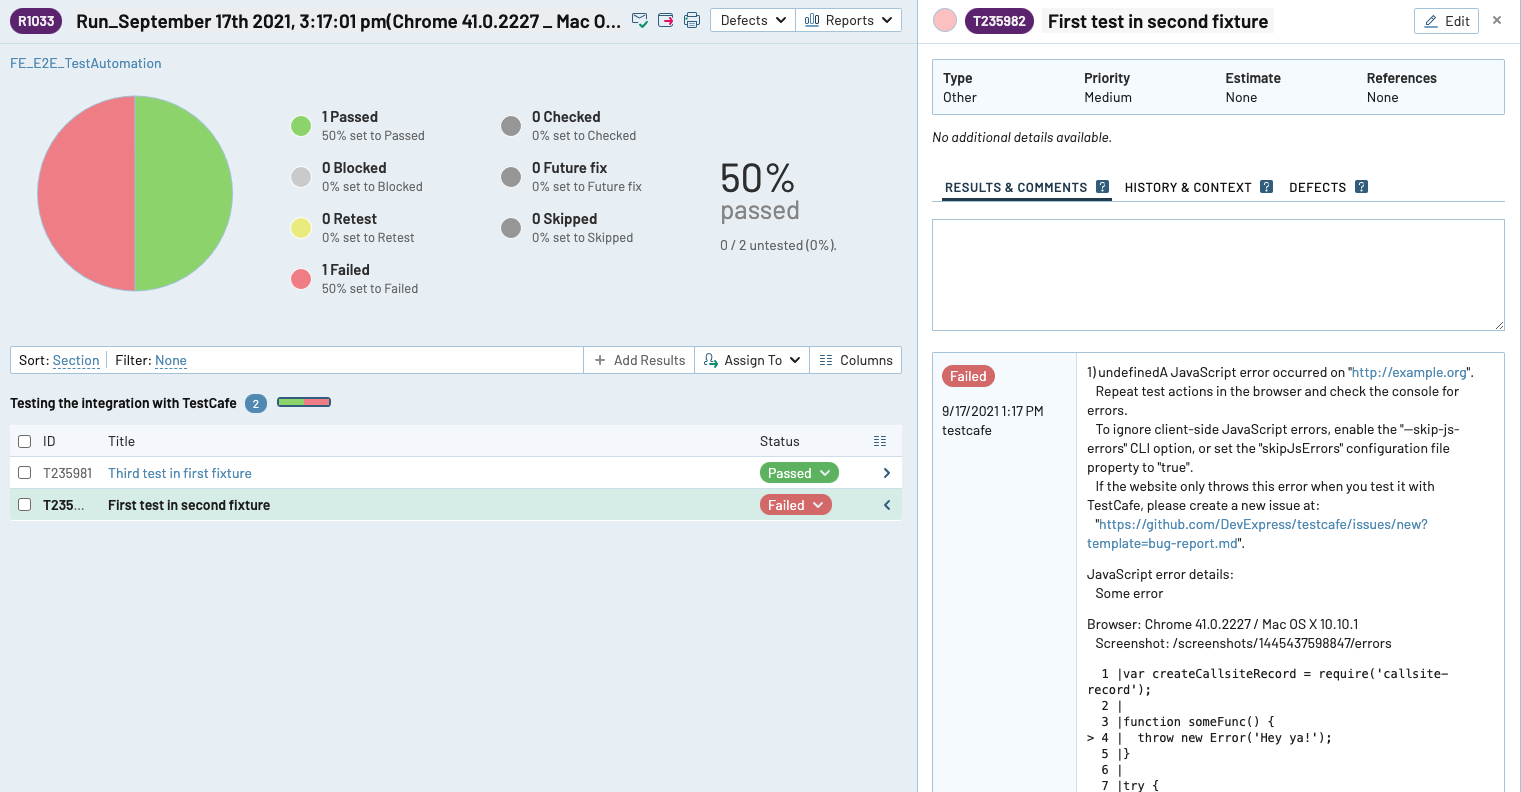 R1033 Run_September 17th 2021, 3:17:01 pm(Chrome 41.0.2227 _ Mac O... Defects Reports
FE_E2E_TestAutomation
1 Passed
50% set to Passed
0 Blocked
0% set to Blocked
0 Retest
0% set to Retest
1 Failed
50% set to Failed
0 Checked
0% set to Checked
0 Future fix
0% set to Future fix
0 Skipped
0% set to Skipped
50%
passed
0 / 2 untested (0%).
Sort: Section Filter: None + Add Results Assign To Columns
Testing the integration with TestCafe 2
ID Title Status
T235981 Third test in first fixture Passed
T235... First test in second fixture Failed
T235982 First test in second fixture Edit ×
Type Priority Estimate References
Other Medium None None
No additional details available.
RESULTS & COMMENTS ? HISTORY & CONTEXT ? DEFECTS ?
Failed
9/17/2021 1:17 PM
testcafe
1) undefinedA JavaScript error occurred on "http://example.org".
Repeat test actions in the browser and check the console for
errors.
To ignore client-side JavaScript errors, enable the "—skip-js-
errors" CLI option, or set the "skipJsErrors" configuration file
property to "true".
If the website only throws this error when you test it with
TestCafe, please create a new issue at:
"https://github.com/DevExpress/testcafe/issues/new?
template=bug-report.md".
JavaScript error details:
Some error
Browser: Chrome 41.0.2227 / Mac OS X 10.10.1
Screenshot: /screenshots/1445437598847/errors
1 |var createCallsiteRecord = require('callsite-
record');
2 |
3 |function someFunc() {
> 4 |  throw new Error('Hey ya!');
5 |}
6 |
7 |try {